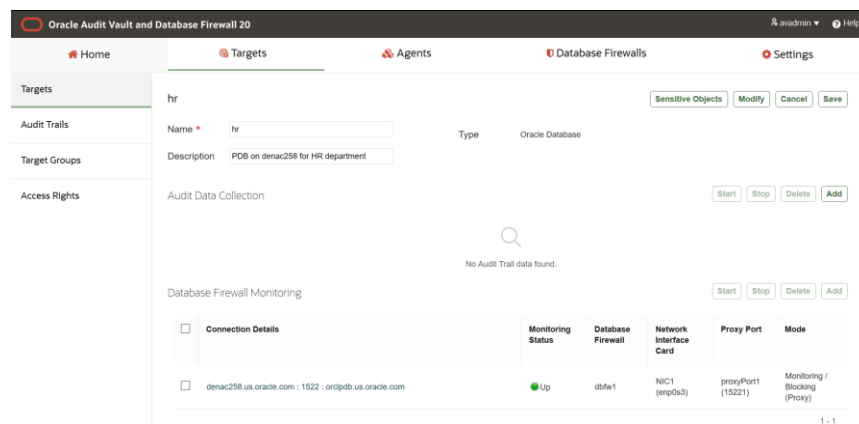 Oracle Audit Vault and Database Firewall 20
avadmin
Help
Home
Targets
Agents
Database Firewalls
Settings
Targets
Audit Trails
Target Groups
Access Rights
hr
Sensitive Objects
Modify
Cancel
Save
Name *
hr
Type
Oracle Database
Description
PDB on denac258 for HR department
Audit Data Collection
Start
Stop
Delete
Add
No Audit Trail data found.
Database Firewall Monitoring
Start
Stop
Delete
Add
Connection Details
Monitoring
Status
Database
Firewall
Network
Interface
Card
Proxy Port
Mode
denac258.us.oracle.com : 1522 : orclpdb.us.oracle.com
Up
dbfw1
NIC1
(enp0s3)
proxyPort1
(15221)
Monitoring /
Blocking
(Proxy)
1 - 1